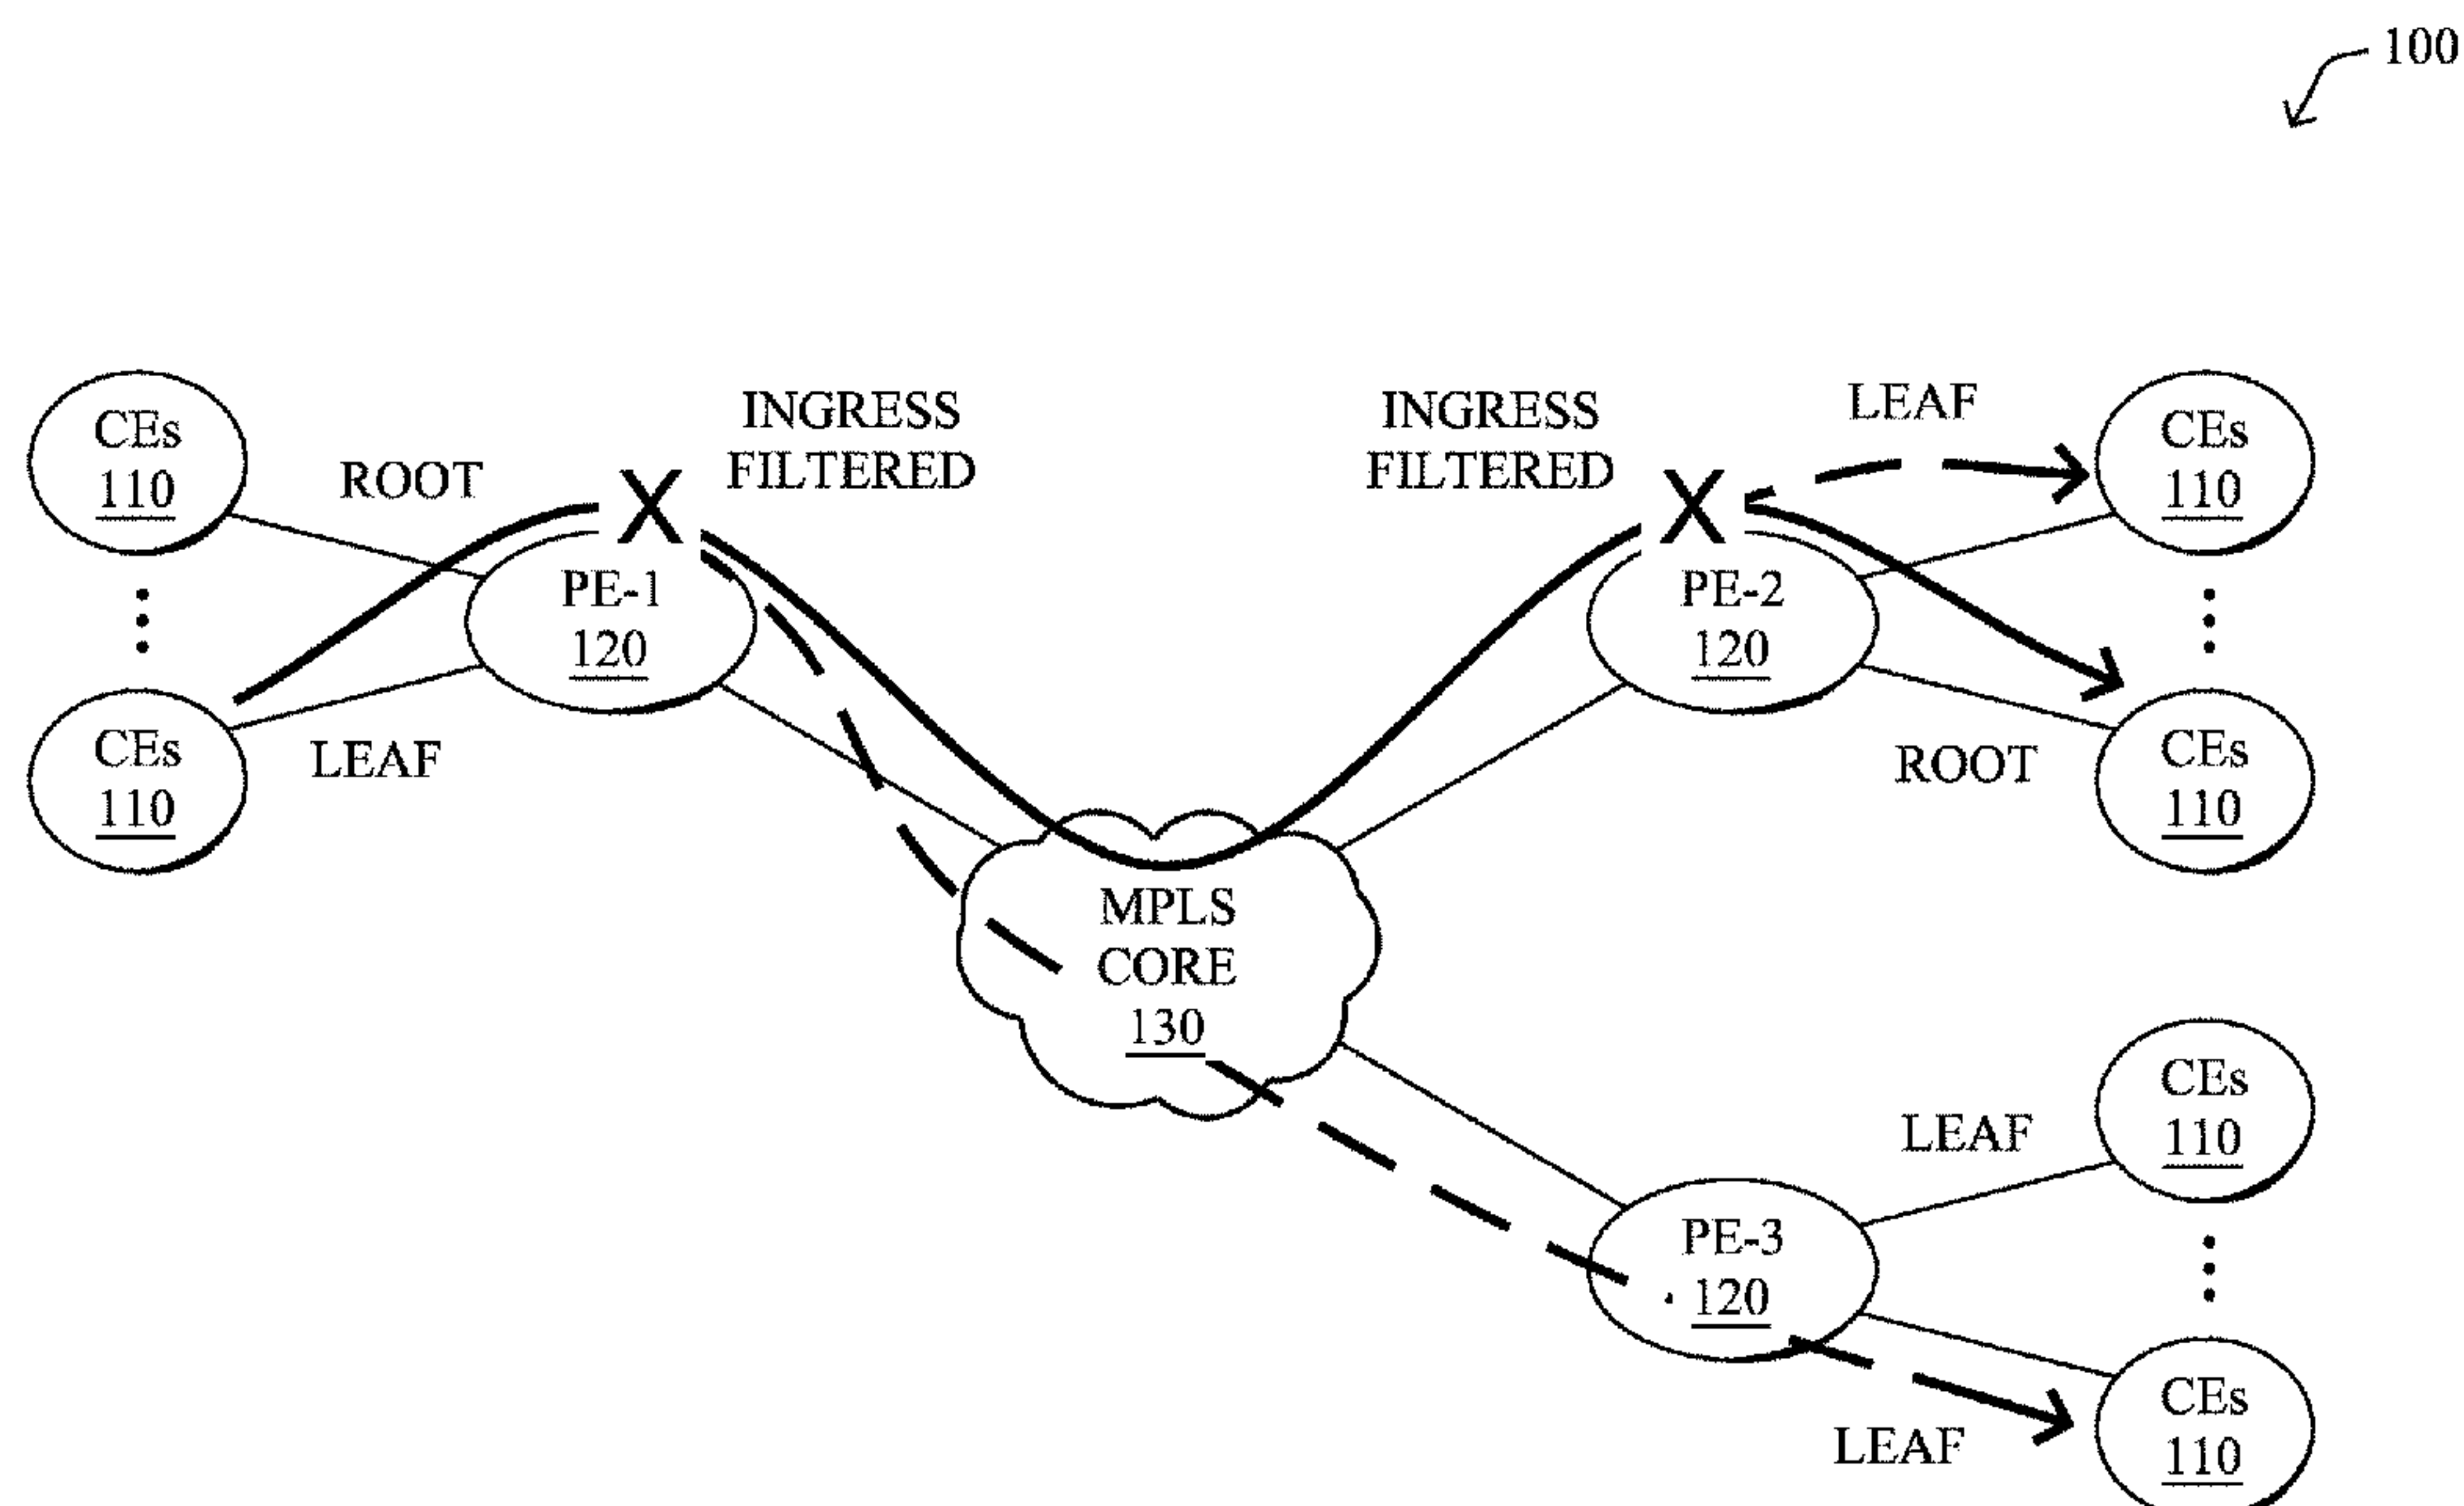 100
CEs
110
ROOT
X
INGRESS
FILTERED
PE-1
120
CEs
110
LEAF
INGRESS
FILTERED
X
LEAF
CEs
110
PE-2
120
ROOT
CEs
110
MPLS
CORE
130
LEAF
CEs
110
PE-3
120
LEAF
CEs
110